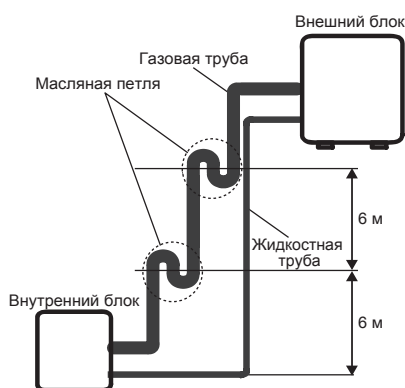 Внешний блок
Газовая труба
Масляная петля
6 м
Жидкостная
труба
Внутренний блок
6 м